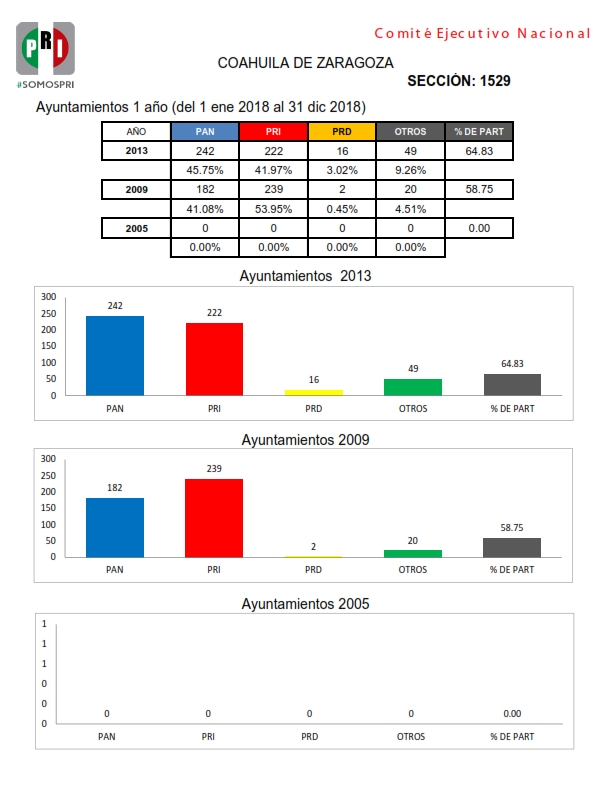 Comité Ejecutivo Nacional
PRI
#SOMOSPRI
COAHUILA DE ZARAGOZA
SECCIÓN: 1529
Ayuntamientos 1 año (del 1 ene 2018 al 31 dic 2018)
AÑO PAN PRI PRD OTROS % DE PART
2013 242 222 16 49 64.83
45.75% 41.97% 3.02% 9.26%
2009 182 239 2 20 58.75
41.08% 53.95% 0.45% 4.51%
2005 0 0 0 0 0.00
0.00% 0.00% 0.00% 0.00%
Ayuntamientos 2013
300
250
200
150
100
50
0
242 222 16 49 64.83
PAN PRI PRD OTROS % DE PART
Ayuntamientos 2009
300
250
200
150
100
50
0
182 239 2 20 58.75
PAN PRI PRD OTROS % DE PART
Ayuntamientos 2005
1
1
1
0
0
0
0 0 0 0 0.00
PAN PRI PRD OTROS % DE PART